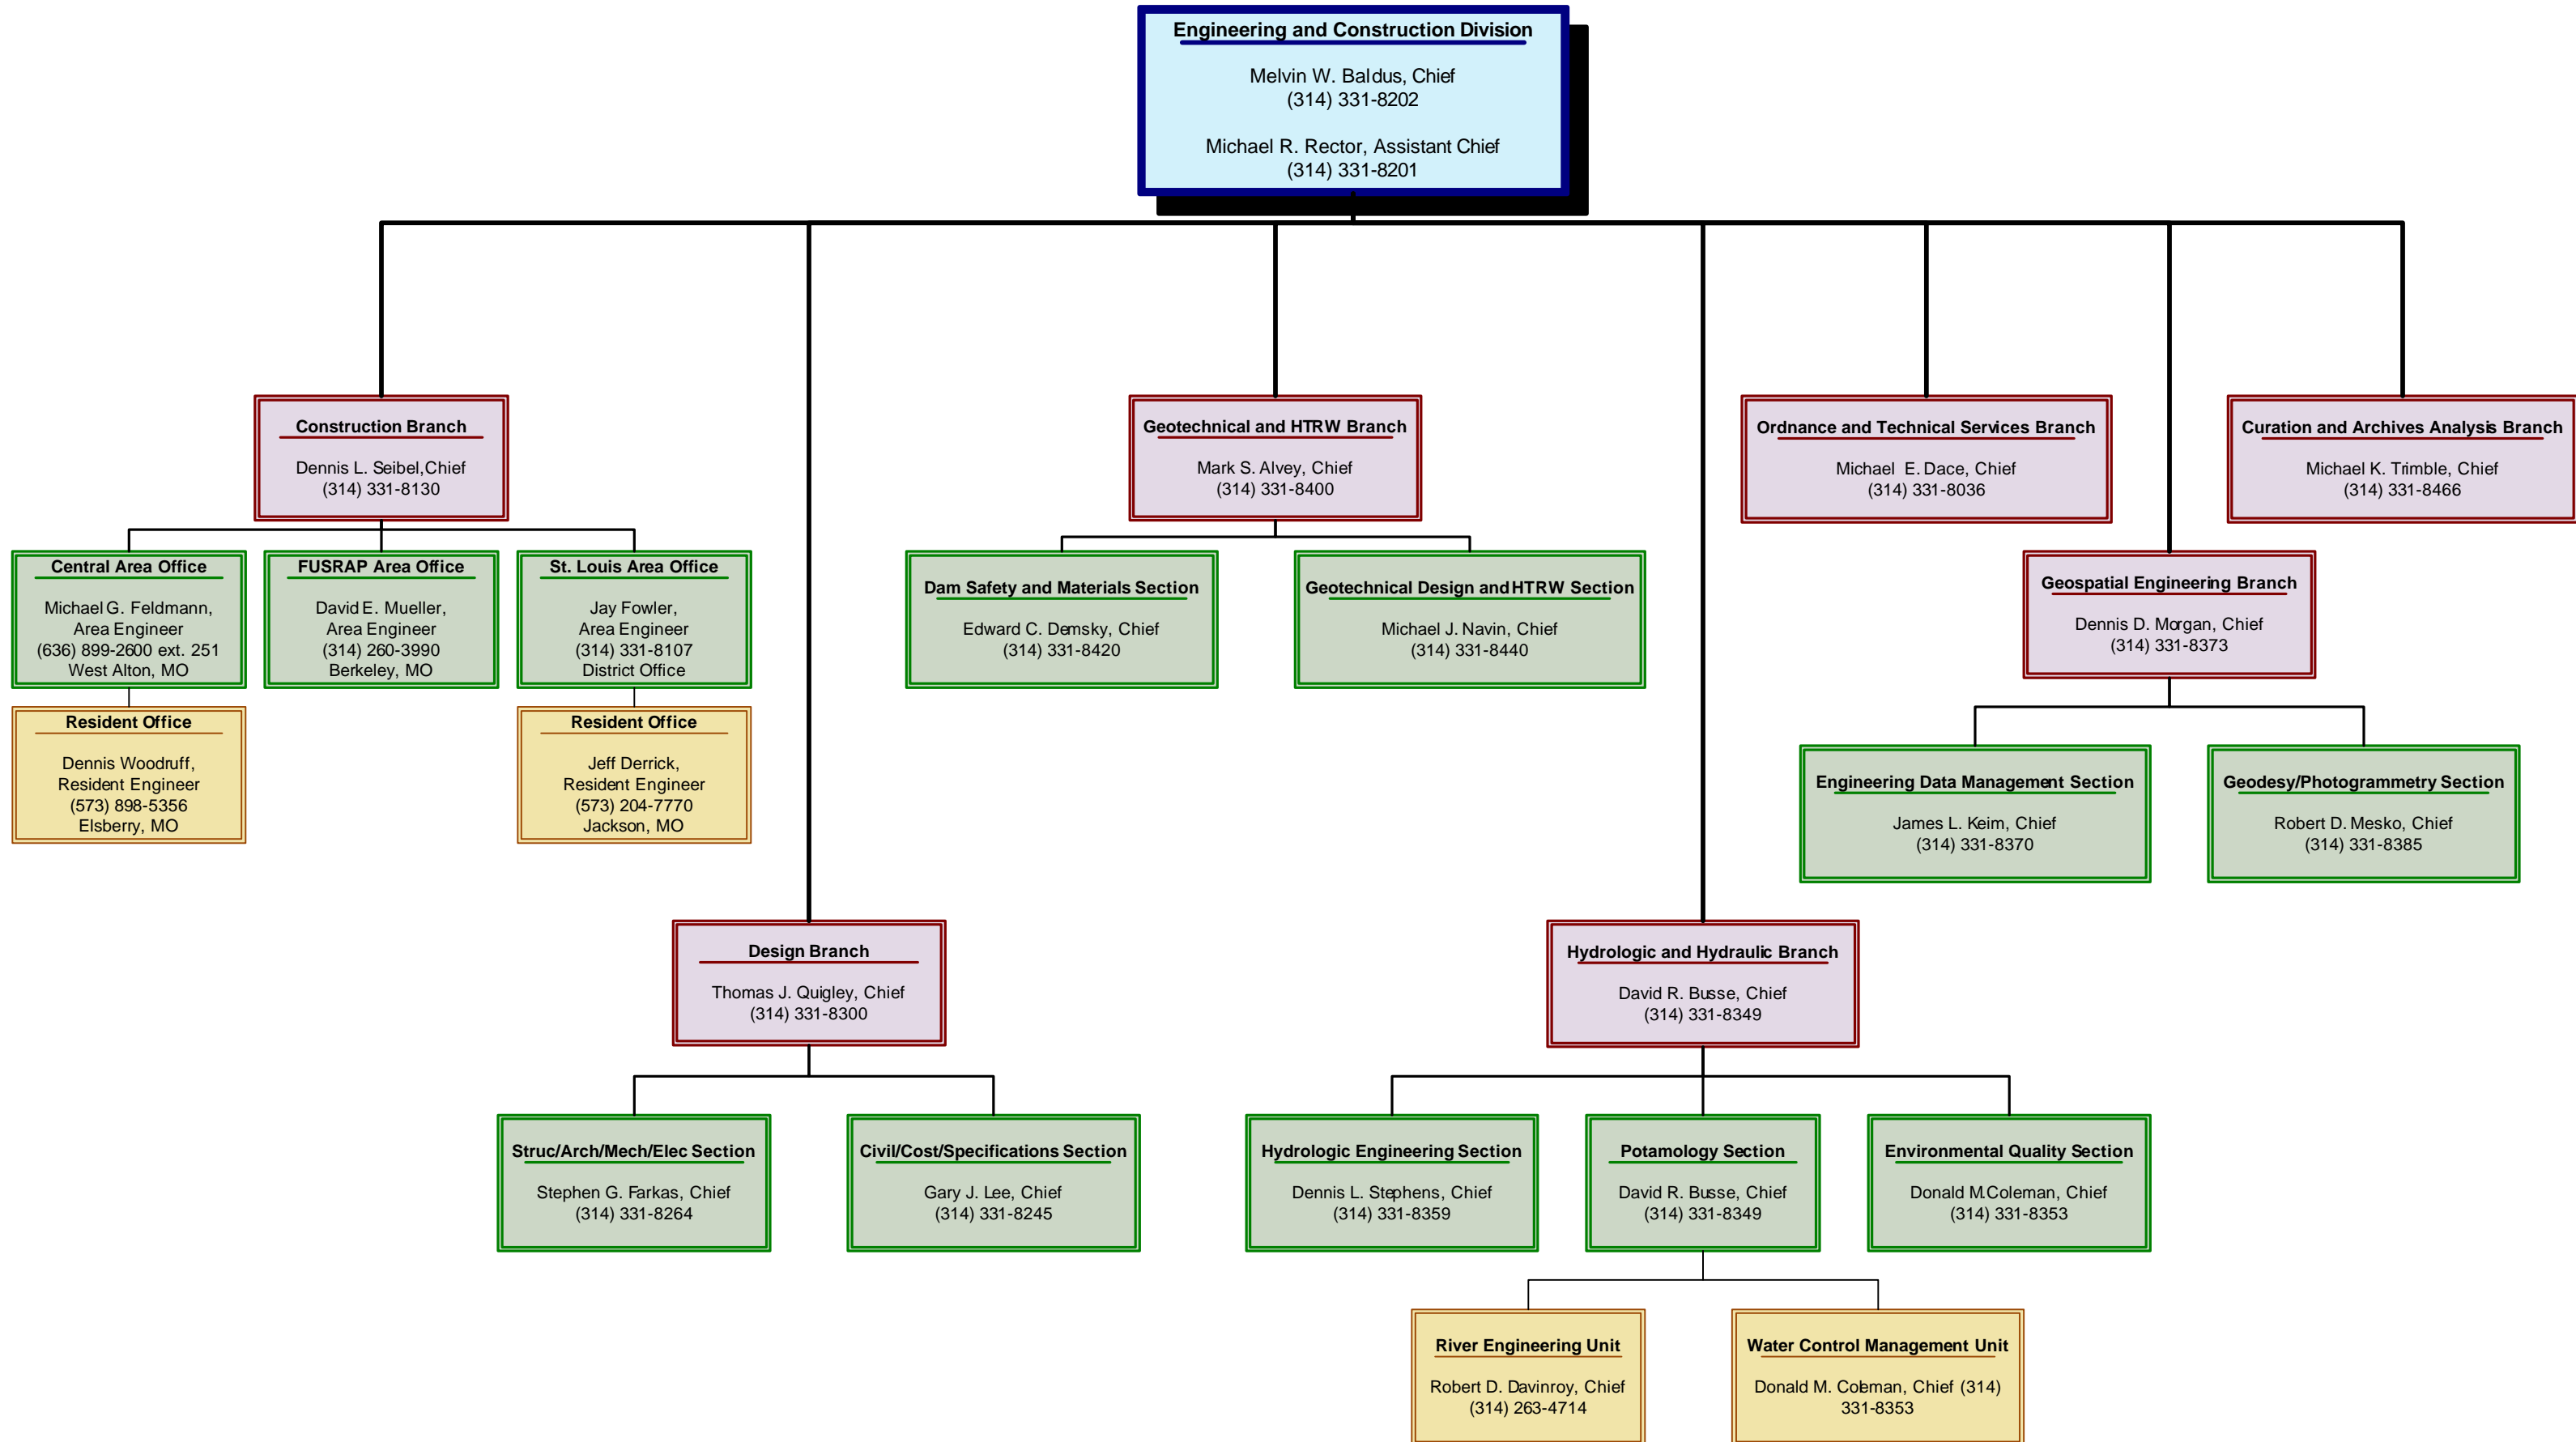 Engineering and Construction Division
Melvin W. Baldus, Chief
(314) 331-8202
Michael R. Rector, Assistant Chief
(314) 331-8201
Construction Branch
Dennis L. Seibel,Chief
(314) 331-8130
Geotechnical and HTRW Branch
Mark S. Alvey, Chief
(314) 331-8400
Ordnance and Technical Services Branch
Michael E. Dace, Chief
(314) 331-8036
Curation and Archives Analysis Branch
Michael K. Trimble, Chief
(314) 331-8466
Central Area Office
Michael G. Feldmann,
Area Engineer
(636) 899-2600 ext. 251
West Alton, MO
FUSRAP Area Office
David E. Mueller,
Area Engineer
(314) 260-3990
Berkeley, MO
St. Louis Area Office
Jay Fowler,
Area Engineer
(314) 331-8107
District Office
Dam Safety and Materials Section
Edward C. Demsky, Chief
(314) 331-8420
Geotechnical Design and HTRW Section
Michael J. Navin, Chief
(314) 331-8440
Geospatial Engineering Branch
Dennis D. Morgan, Chief
(314) 331-8373
Resident Office
Dennis Woodruff,
Resident Engineer
(573) 898-5356
Elsberry, MO
Resident Office
Jeff Derrick,
Resident Engineer
(573) 204-7770
Jackson, MO
Engineering Data Management Section
James L. Keim, Chief
(314) 331-8370
Geodesy/Photogrammetry Section
Robert D. Mesko, Chief
(314) 331-8385
Design Branch
Thomas J. Quigley, Chief
(314) 331-8300
Hydrologic and Hydraulic Branch
David R. Busse, Chief
(314) 331-8349
Struc/Arch/Mech/Elec Section
Stephen G. Farkas, Chief
(314) 331-8264
Civil/Cost/Specifications Section
Gary J. Lee, Chief
(314) 331-8245
Hydrologic Engineering Section
Dennis L. Stephens, Chief
(314) 331-8359
Potamology Section
David R. Busse, Chief
(314) 331-8349
Environmental Quality Section
Donald M.Coleman, Chief
(314) 331-8353
River Engineering Unit
Robert D. Davinroy, Chief
(314) 263-4714
Water Control Management Unit
Donald M. Coleman, Chief (314)
331-8353